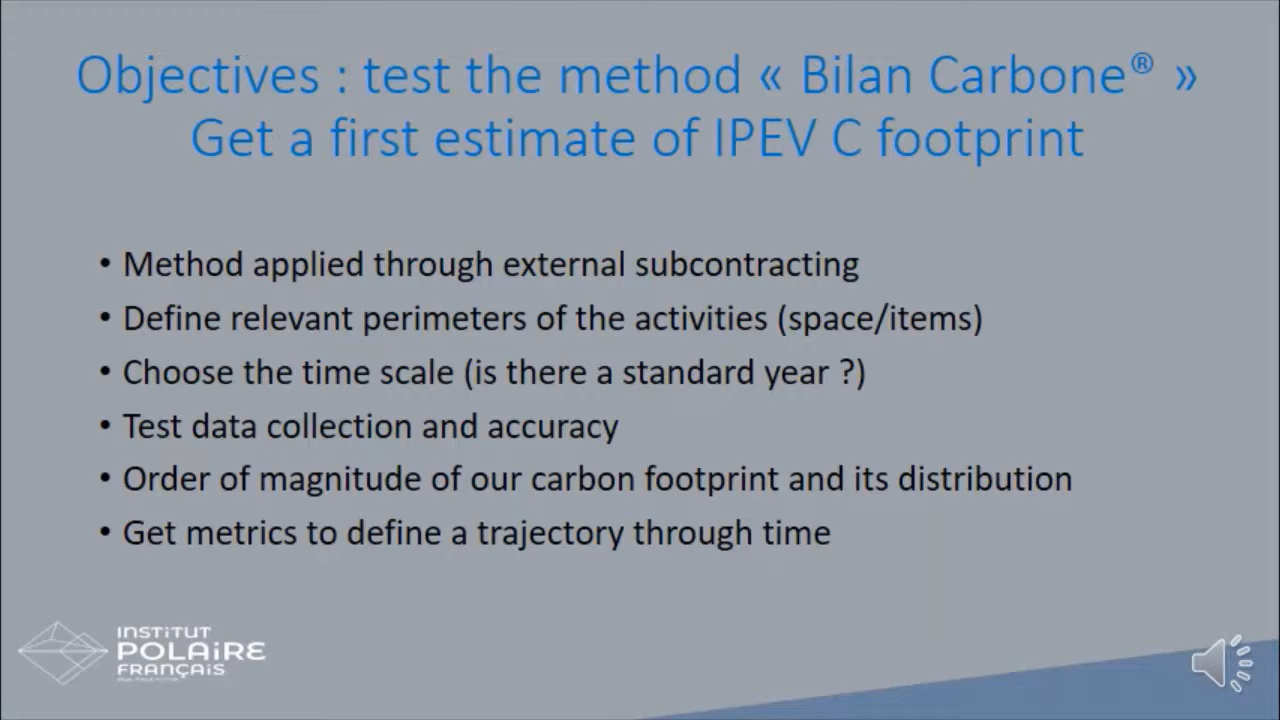 Objectives : test the method « Bilan Carbone® »
Get a first estimate of IPEV C footprint
• Method applied through external subcontracting
• Define relevant perimeters of the activities (space/items)
• Choose the time scale (is there a standard year ?)
• Test data collection and accuracy
• Order of magnitude of our carbon footprint and its distribution
• Get metrics to define a trajectory through time
INSTiTUT
POLAiRE
FRANÇAiS